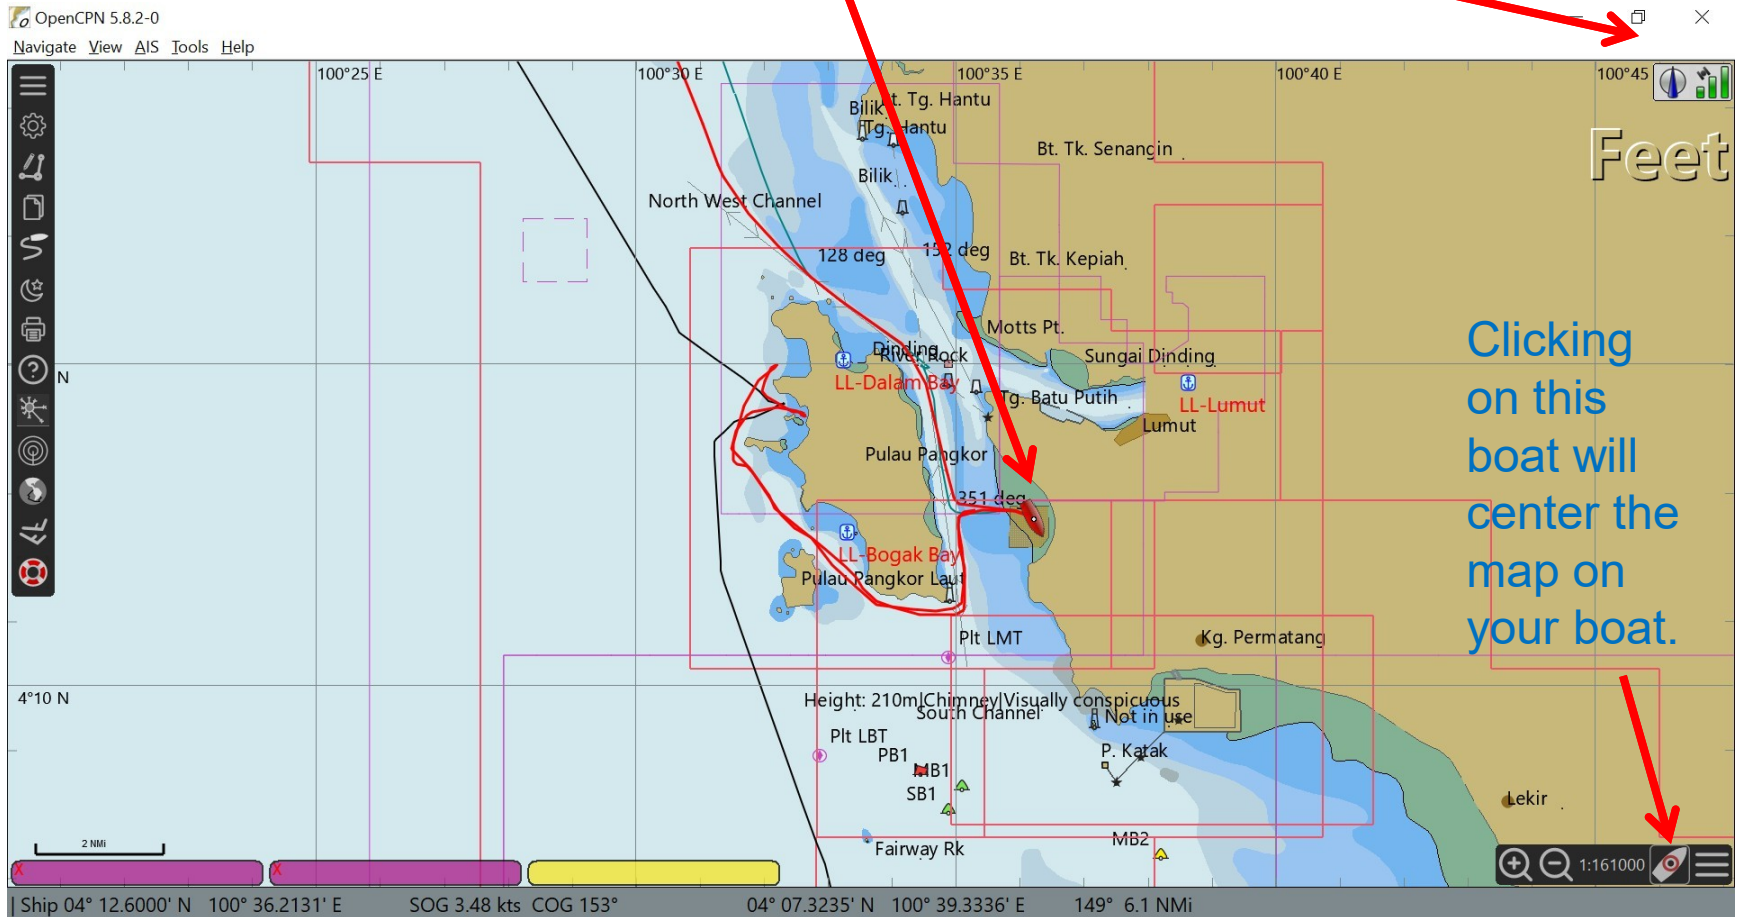 OpenCPN 5.8.2-0
Navigate View AIS Tools Help
100°25 E
100°30 E
100°35 E
100°40 E
100°45
Feet
Bilik
Bt. Tg. Hantu
Tg. Hantu
Bt. Tk. Senangin
Bilik
North West Channel
128 deg
152 deg
Bt. Tk. Kepiah
Motts Pt.
Dinding
River Rock
Sungai Dinding
N
LL-Dalam Bay
Tg. Batu Putih
LL-Lumut
Lumut
Pulau Pangkor
351 deg
LL-Bogak Bay
Pulau Pangkor Laut
Clicking
on this
boat will
center the
map on
your boat.
Plt LMT
Kg. Permatang
4°10 N
Height: 210m|Chimney|Visually conspicuous
South Channel
Not in use
Plt LBT
PB1
P. Katak
MB1
SB1
Lekir
MB2
Fairway Rk
2 NMi
X
X
1:161000
| Ship 04° 12.6000' N 100° 36.2131' E SOG 3.48 kts COG 153° 04° 07.3235' N 100° 39.3336' E 149° 6.1 NMi